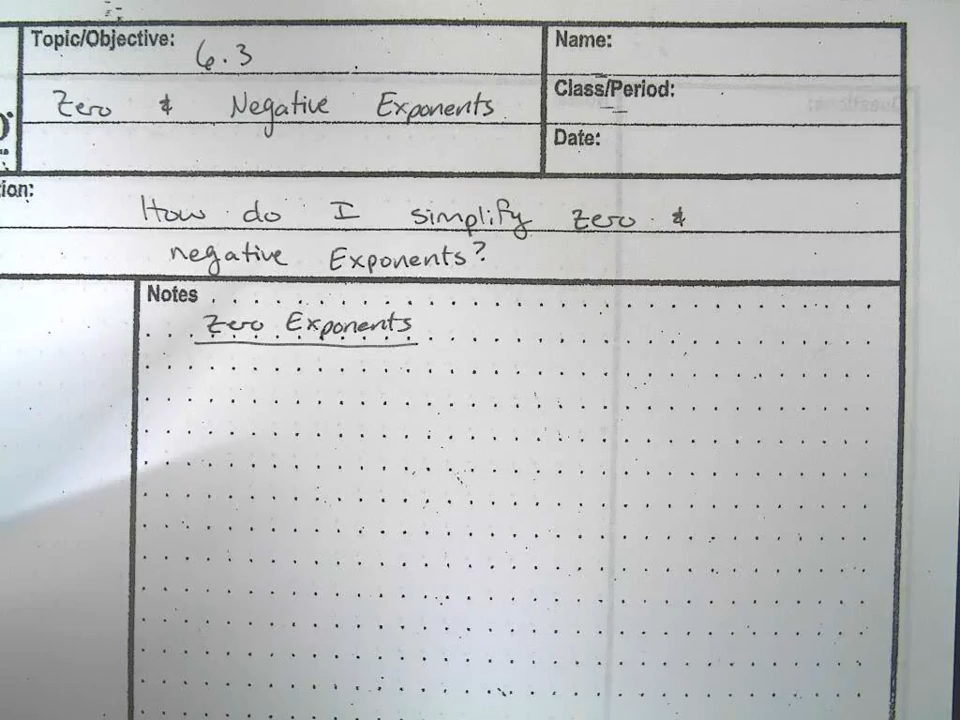 Topic/Objective: 6.3
Name:
Zero & Negative Exponents
Class/Period:
Date:
tion:
How do I simplify zero &
negative Exponents?
Notes
Zero Exponents